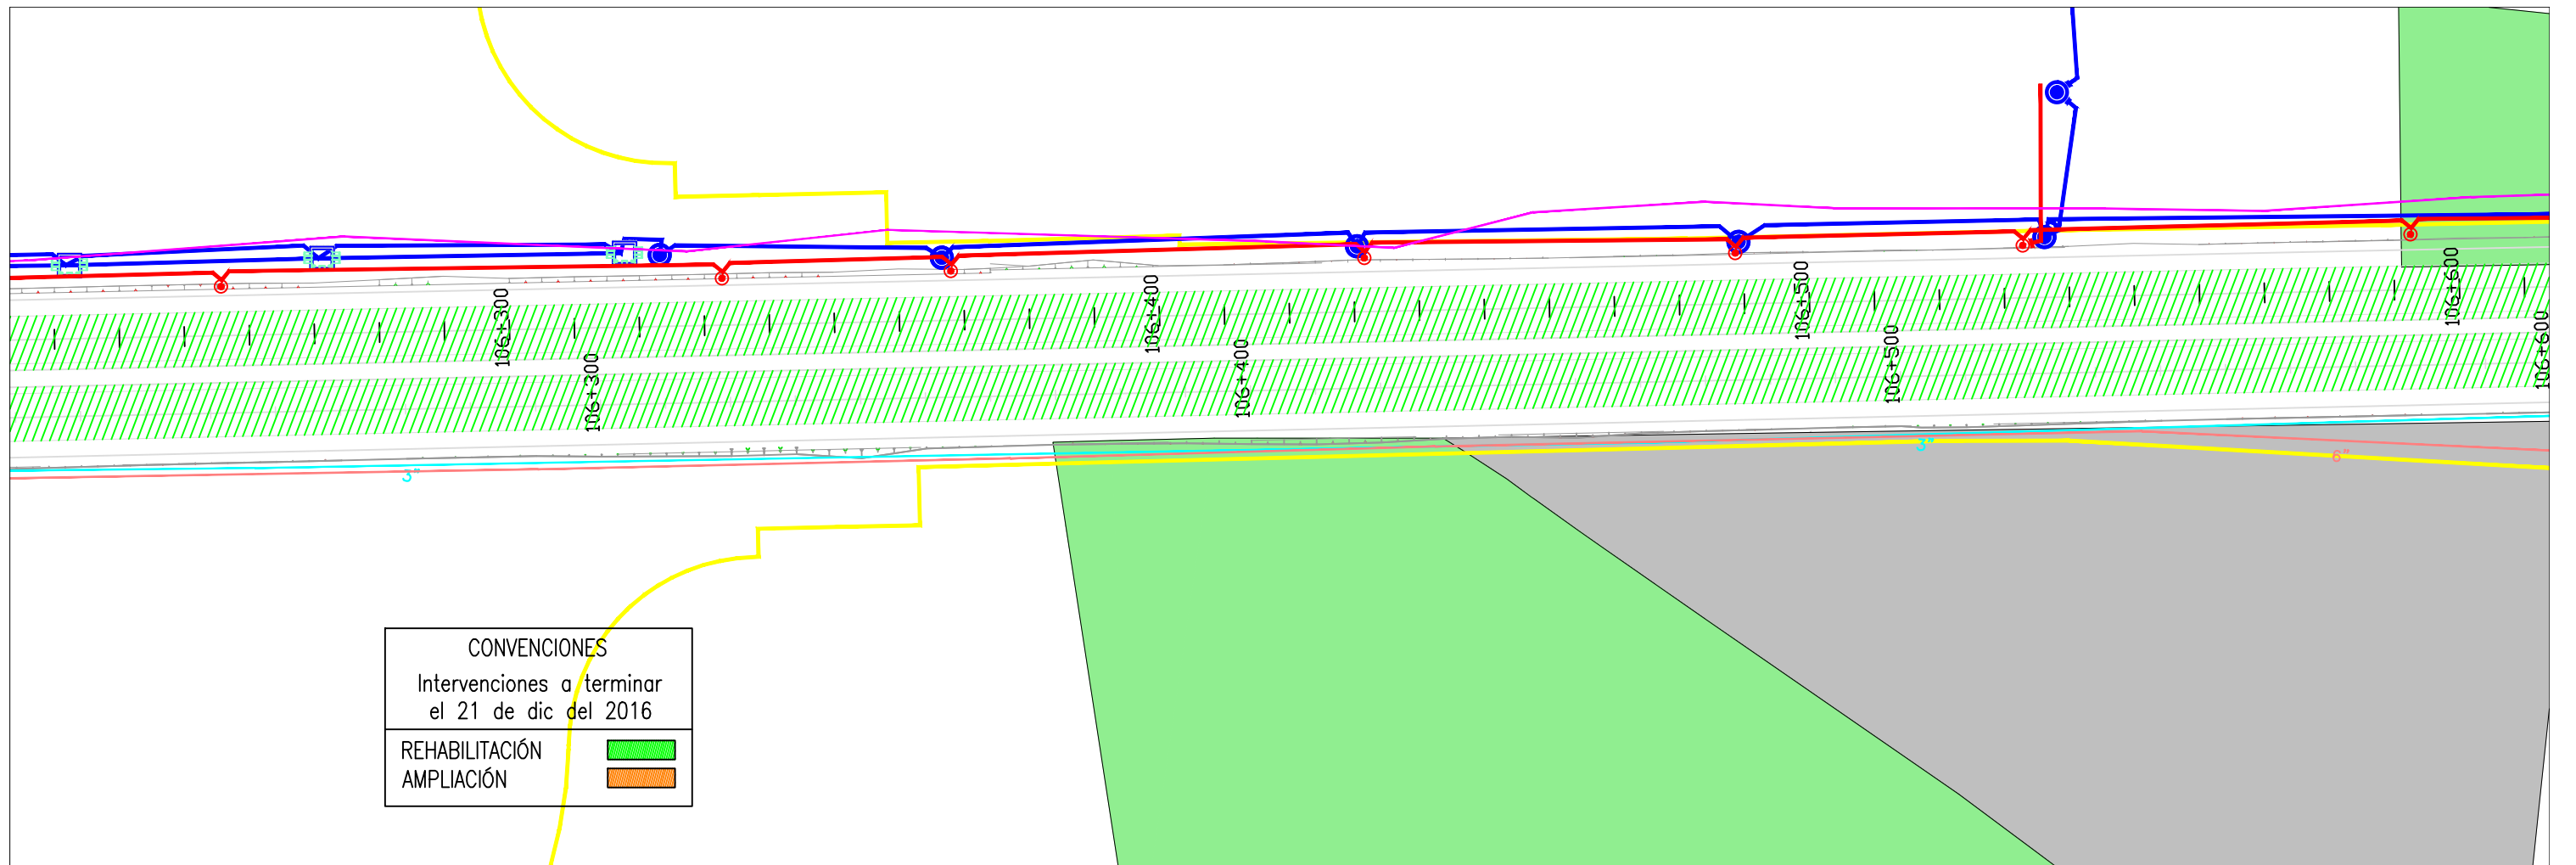 106+300
106+400
106+500
106+600
106+300
106+400
106+500
106+600
3"
3"
6"
CONVENCIONES
Intervenciones a terminar
el 21 de dic del 2016
REHABILITACIÓN
AMPLIACIÓN